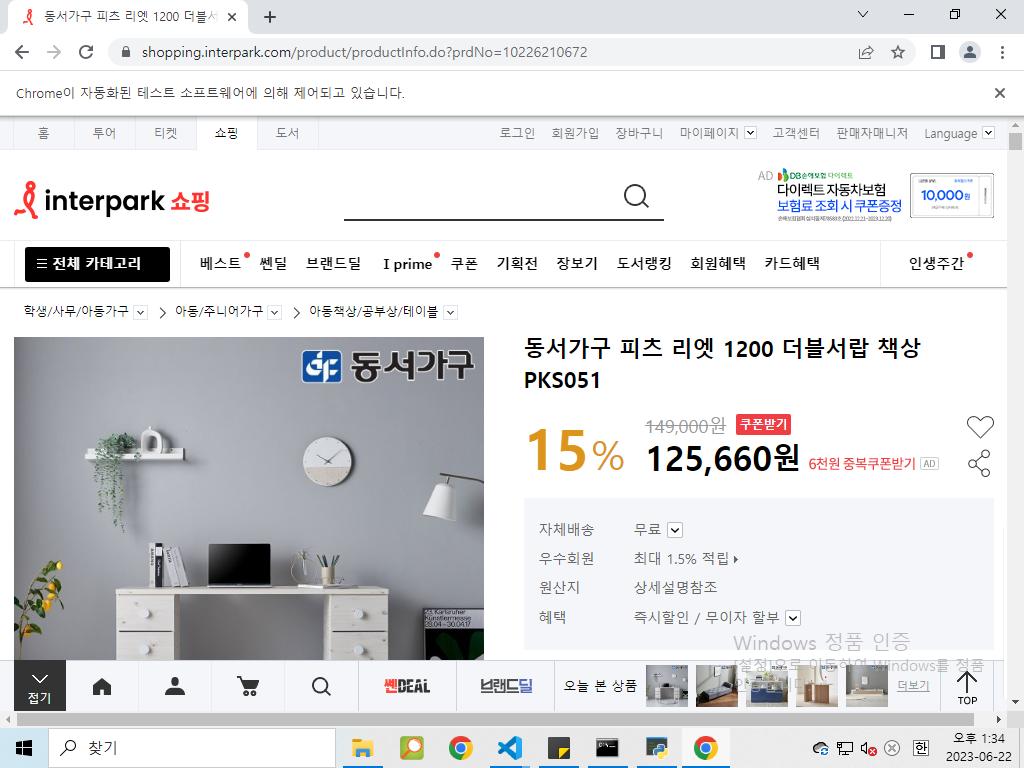 동서가구 피츠 리엣 1200 더블서
shopping.interpark.com/product/productInfo.do?prdNo=10226210672
Chrome이 자동화된 테스트 소프트웨어에 의해 제어되고 있습니다.
홈 투어 티켓 쇼핑 도서 로그인 회원가입 장바구니 마이페이지 고객센터 판매자매니저 Language
interpark 쇼핑
AD DB손해보험 다이렉트
다이렉트 자동차보험
보험료 조회 시 쿠폰증정
10,000원
전체 카테고리 베스트 쎈딜 브랜드딜 I prime 쿠폰 기획전 장보기 도서랭킹 회원혜택 카드혜택 인생주간
학생/사무/아동가구 아동/주니어가구 아동책상/공부상/테이블
동서가구
동서가구 피츠 리엣 1200 더블서랍 책상
PKS051
15%
149,000원 쿠폰받기
125,660원 6천원 중복쿠폰받기 AD
자체배송 무료
우수회원 최대 1.5% 적립
원산지 상세설명참조
혜택 즉시할인 / 무이자 할부
23. Karlsruher
Künstlermesse
28.04 - 30.04.17
Windows 정품 인증
[설정]으로 이동하여 Windows를 정품
접기 쎈DEAL 브랜드딜 오늘 본 상품 더보기 TOP
찾기
한
오후 1:34
2023-06-22